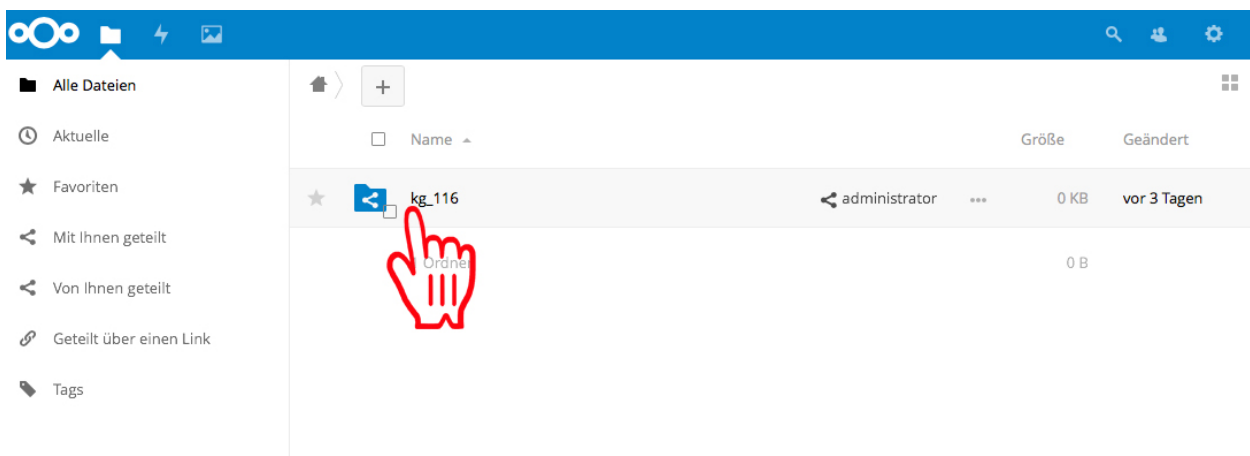 Alle Dateien
Aktuelle
Favoriten
Mit Ihnen geteilt
Von Ihnen geteilt
Geteilt über einen Link
Tags
+
Name Größe Geändert
kg_116 administrator ... 0 KB vor 3 Tagen
Ordner 0 B